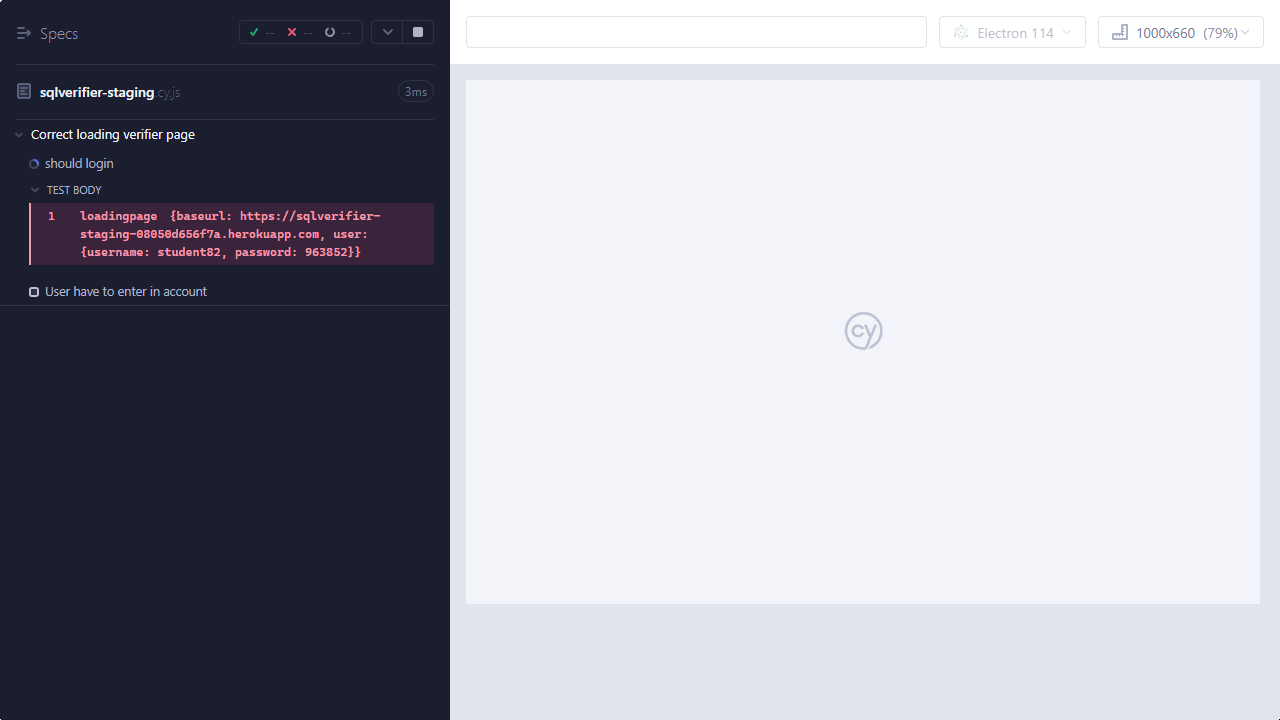 Specs
-- -- --
Electron 114
1000x660 (79%)
sqlverifier-staging.cy.js
3ms
Correct loading verifier page
should login
TEST BODY
1 loadingpage {baseurl: https://sqlverifier-
staging-08050d656f7a.herokuapp.com, user:
{username: student82, password: 963852}}
User have to enter in account
cy